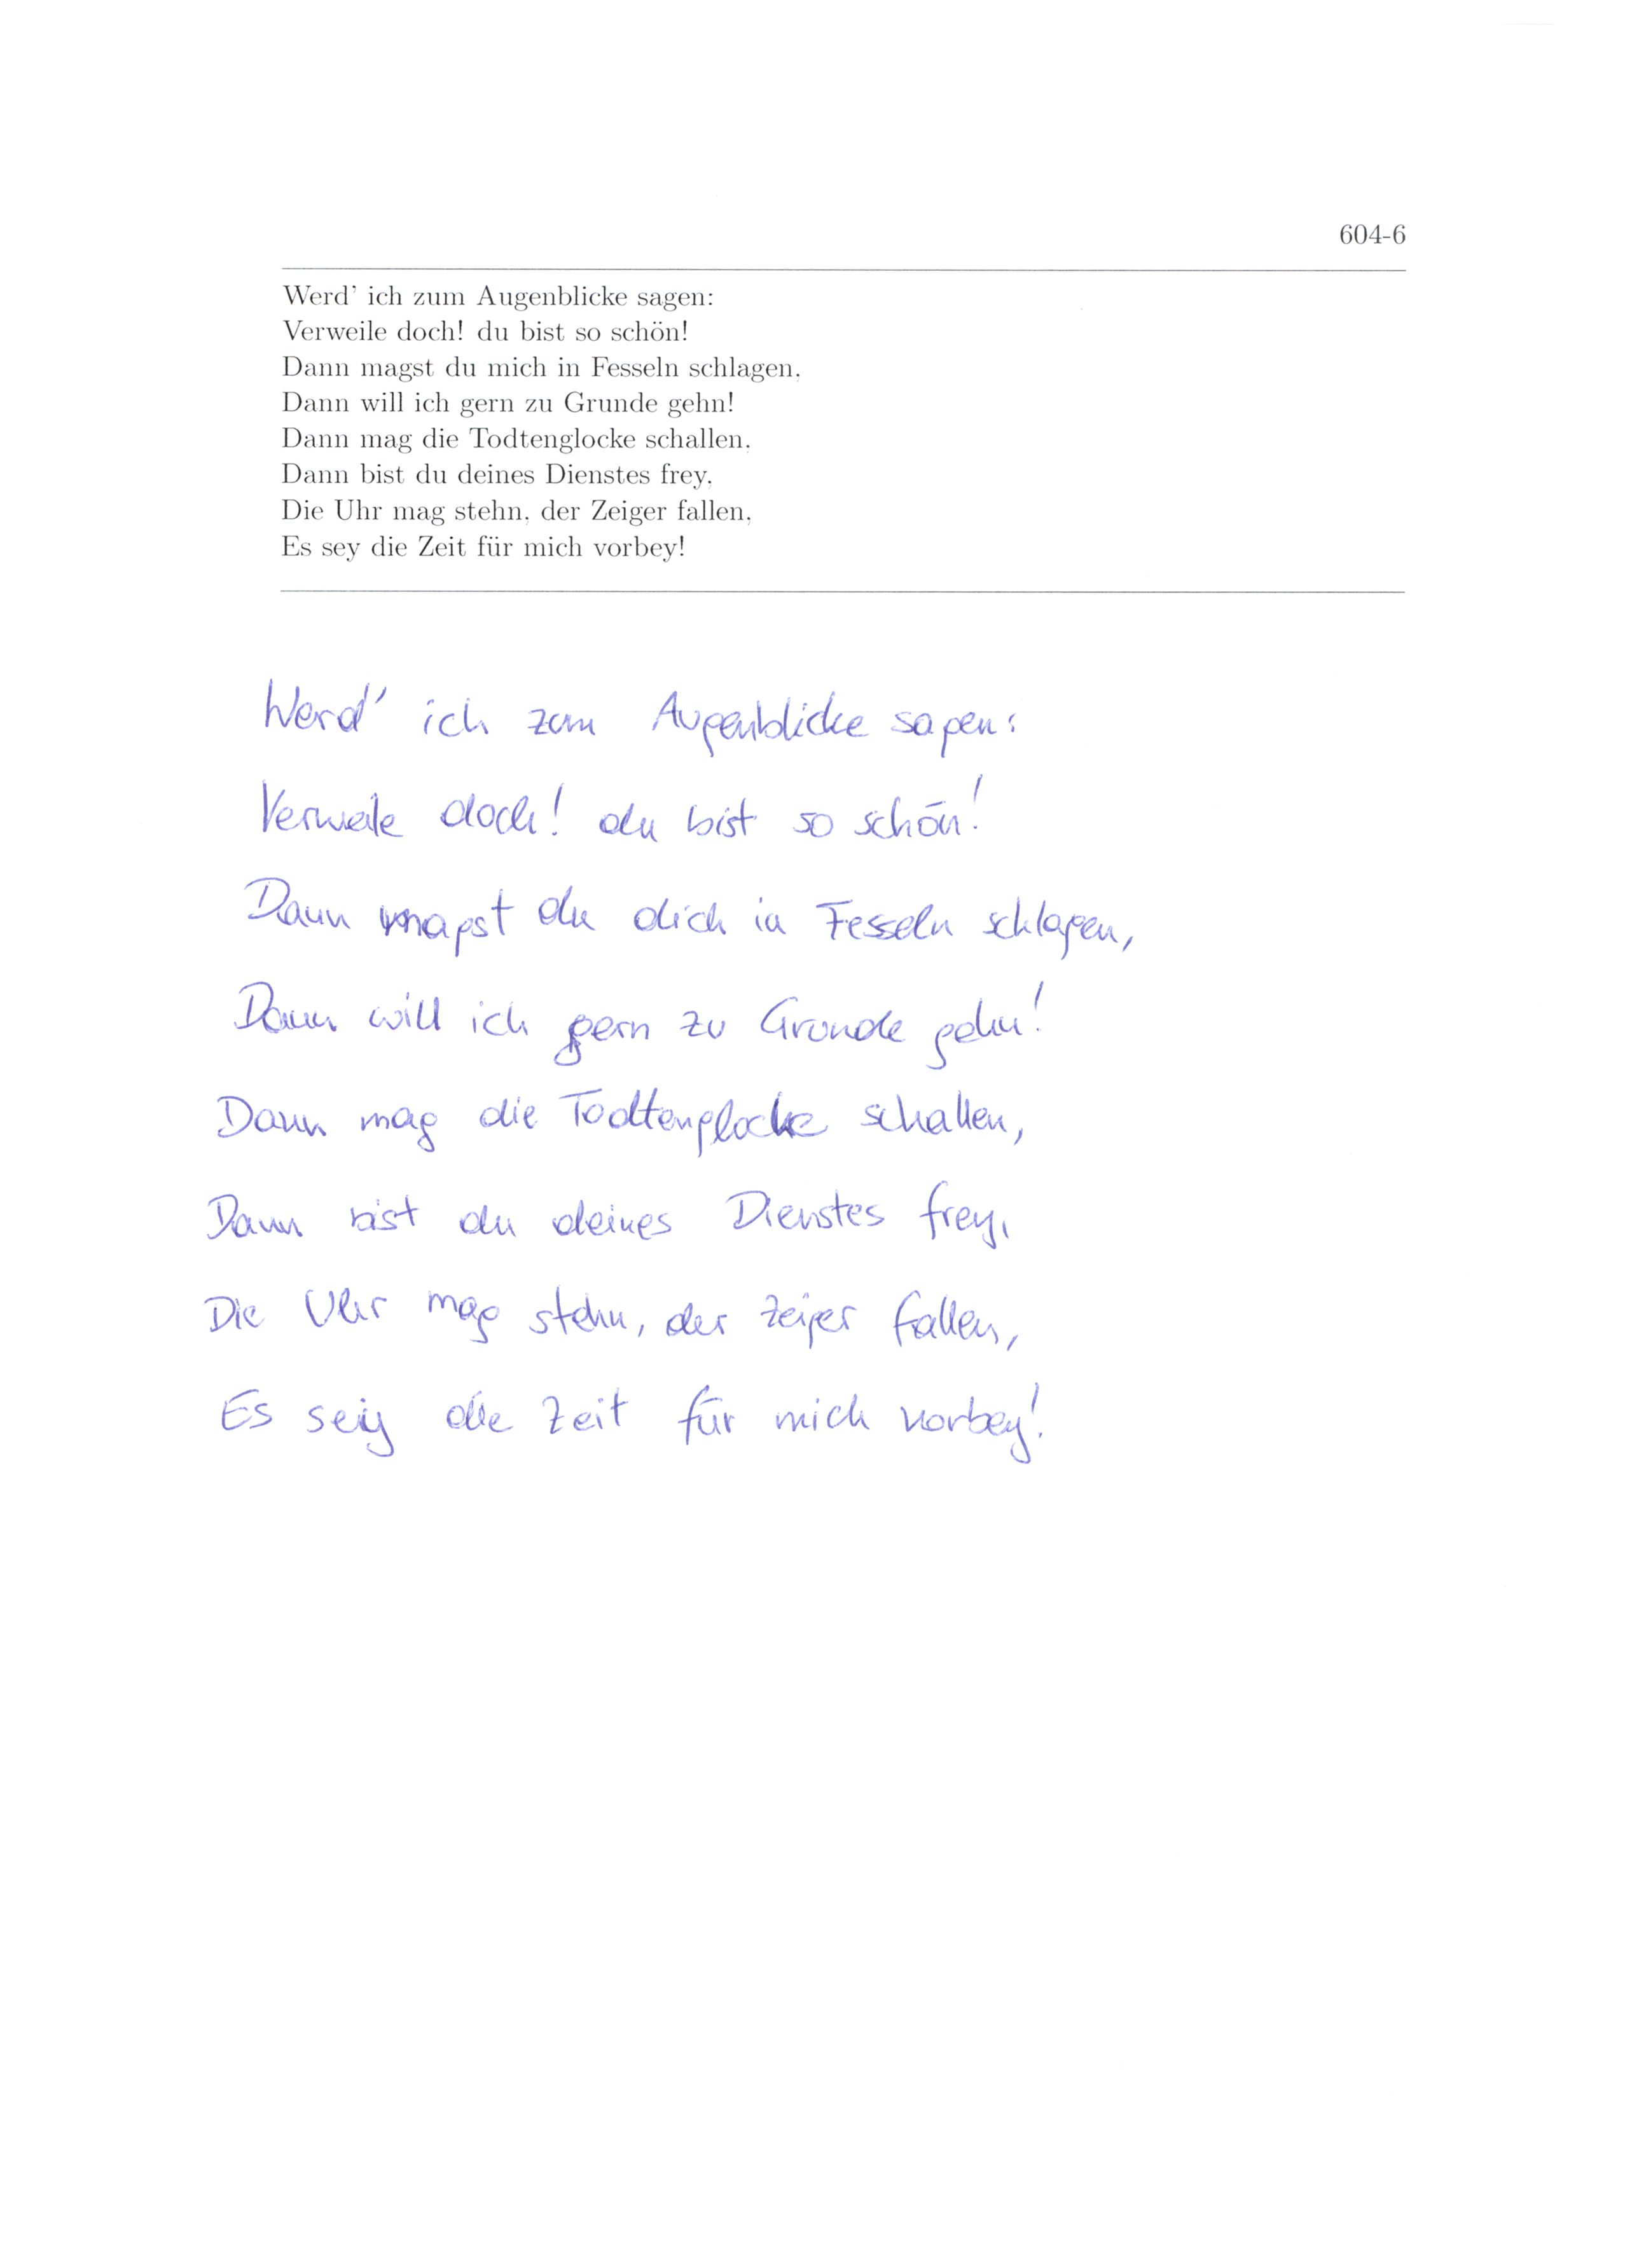 604-6
Werd' ich zum Augenblicke sagen:
Verweile doch! du bist so schön!
Dann magst du mich in Fesseln schlagen,
Dann will ich gern zu Grunde gehn!
Dann mag die Todtenglocke schallen,
Dann bist du deines Dienstes frey,
Die Uhr mag stehn, der Zeiger fallen,
Es sey die Zeit für mich vorbey!
Werd' ich zum Augenblicke sagen:
Verweile doch! du bist so schön!
Dann magst du dich in Fesseln schlagen,
Dann will ich gern zu Grunde gehn!
Dann mag die Todtenglocke schallen,
Dann bist du deines Dienstes frey,
Die Uhr mag stehn, der Zeiger fallen,
Es sey die Zeit für mich vorbey!